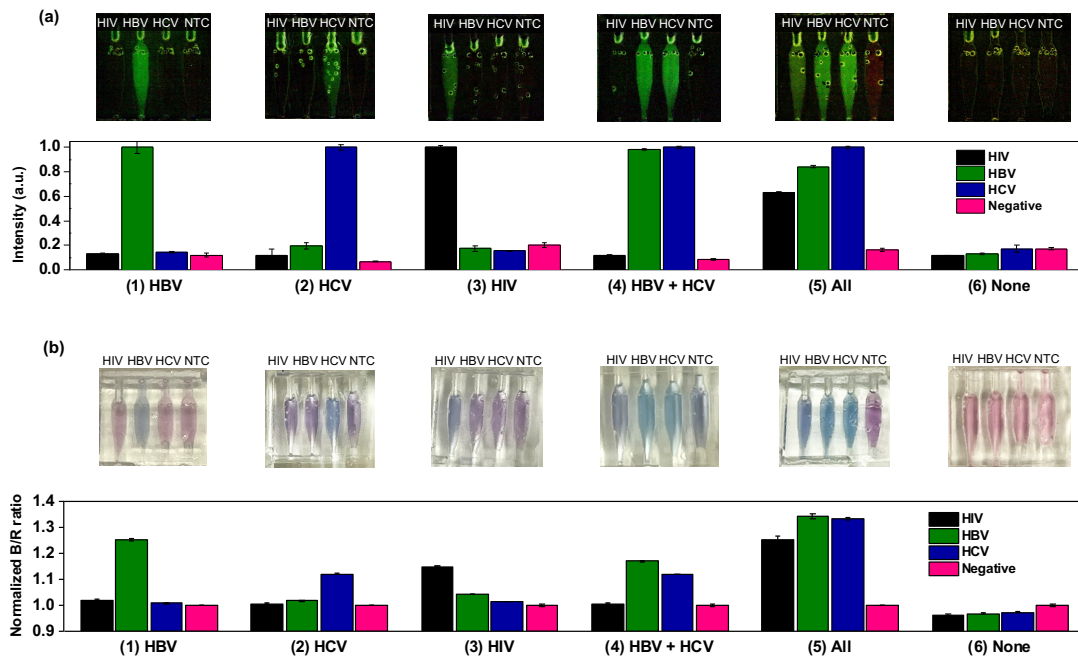 (a)
HIV HBV HCV NTC
HIV HBV HCV NTC
HIV HBV HCV NTC
HIV HBV HCV NTC
HIV HBV HCV NTC
HIV HBV HCV NTC
Intensity (a.u.)
1.0
0.8
0.6
0.4
0.2
0.0
HIV
HBV
HCV
Negative
(1) HBV
(2) HCV
(3) HIV
(4) HBV + HCV
(5) All
(6) None
(b)
HIV HBV HCV NTC
HIV HBV HCV NTC
HIV HBV HCV NTC
HIV HBV HCV NTC
HIV HBV HCV NTC
HIV HBV HCV NTC
Normalized B/R ratio
1.4
1.3
1.2
1.1
1.0
0.9
HIV
HBV
HCV
Negative
(1) HBV
(2) HCV
(3) HIV
(4) HBV + HCV
(5) All
(6) None